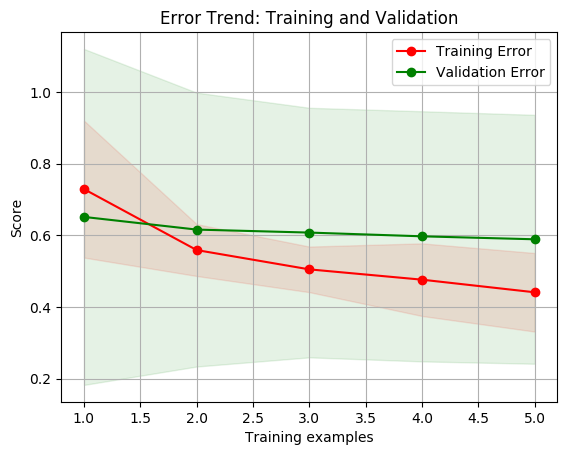 Error Trend: Training and Validation
Training Error
Validation Error
Score
1.0
0.8
0.6
0.4
0.2
1.0 1.5 2.0 2.5 3.0 3.5 4.0 4.5 5.0
Training examples